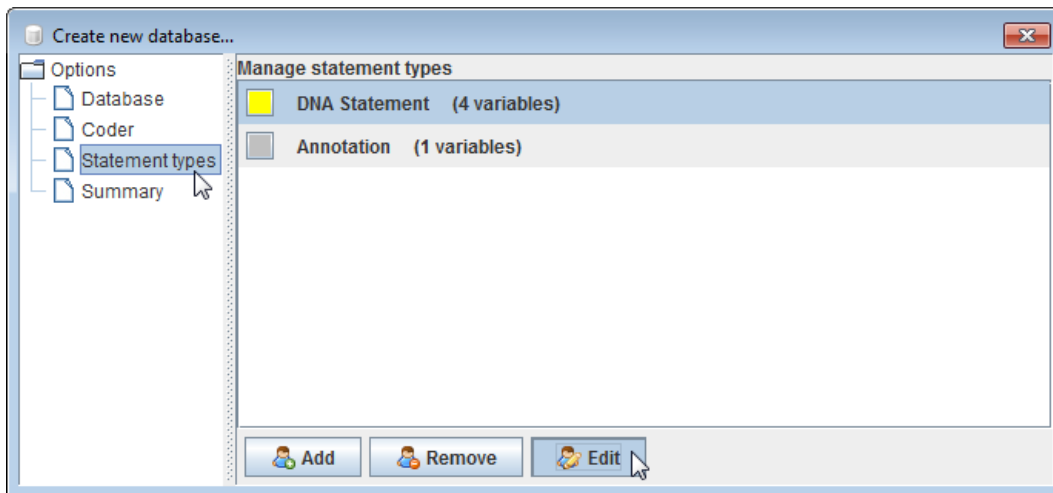 Create new database...
Options
Database
Coder
Statement types
Summary
Manage statement types
DNA Statement (4 variables)
Annotation (1 variables)
Add Remove Edit